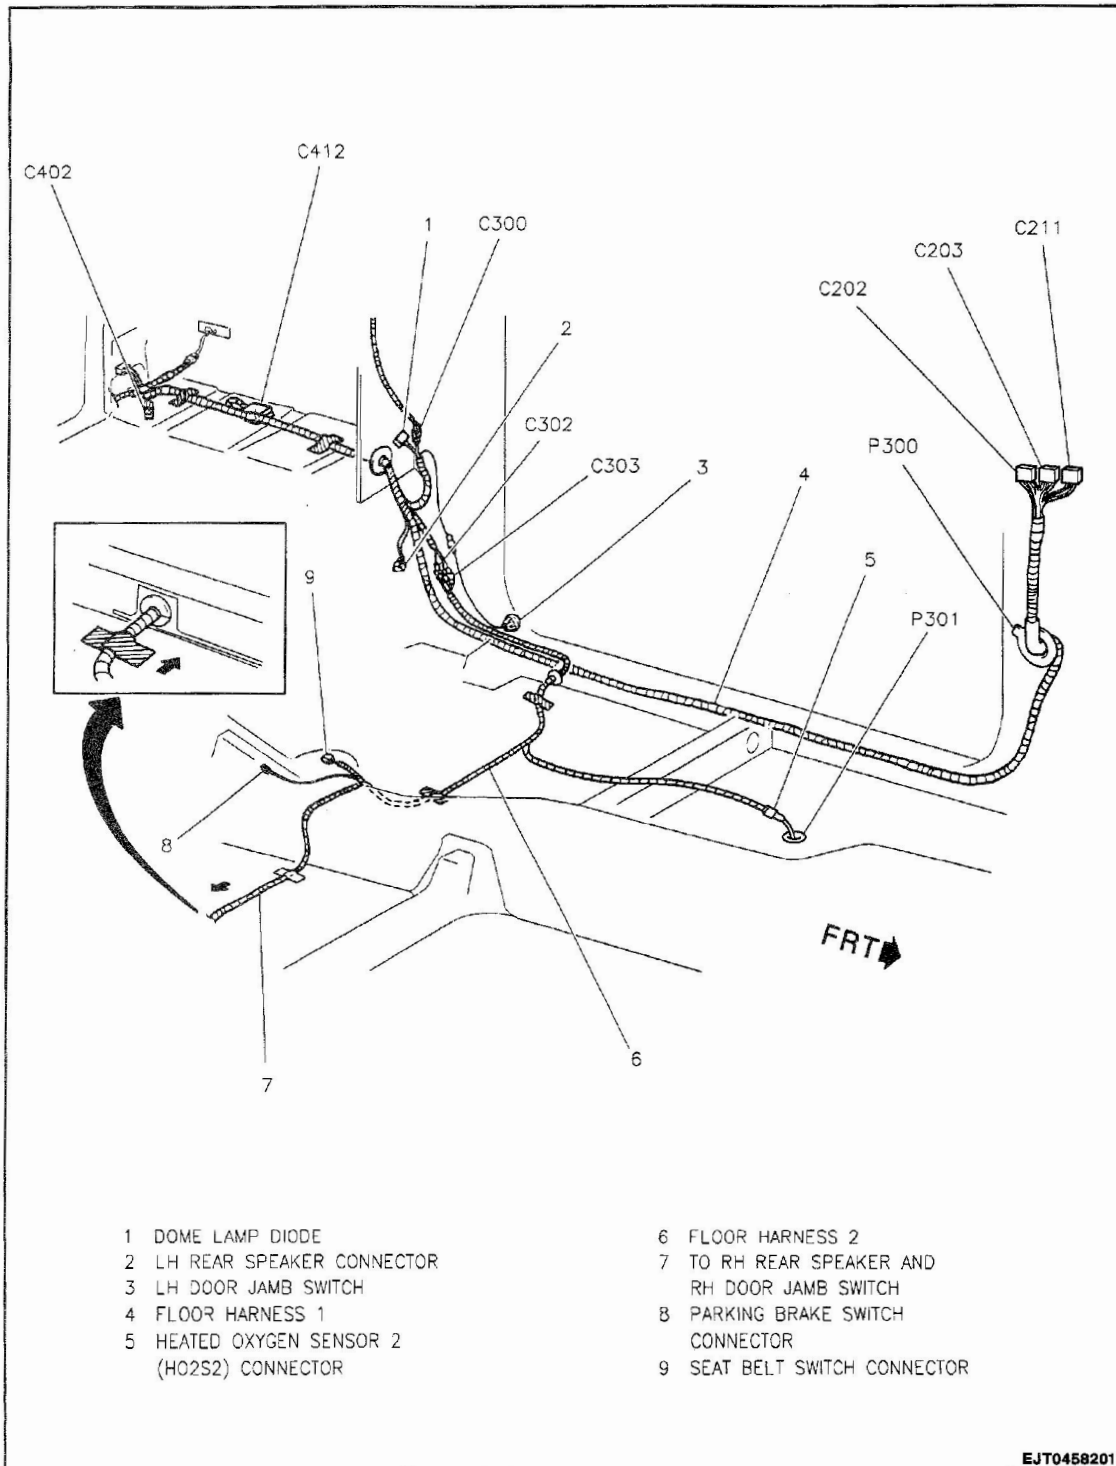 C412
C402
1
C300
C211
C203
C202
2
C302
P300
C303
3
4
9
5
P301
8
FRT
6
7
1 DOME LAMP DIODE
2 LH REAR SPEAKER CONNECTOR
3 LH DOOR JAMB SWITCH
4 FLOOR HARNESS 1
5 HEATED OXYGEN SENSOR 2
(HO2S2) CONNECTOR
6 FLOOR HARNESS 2
7 TO RH REAR SPEAKER AND
RH DOOR JAMB SWITCH
8 PARKING BRAKE SWITCH
CONNECTOR
9 SEAT BELT SWITCH CONNECTOR
EJT0458201